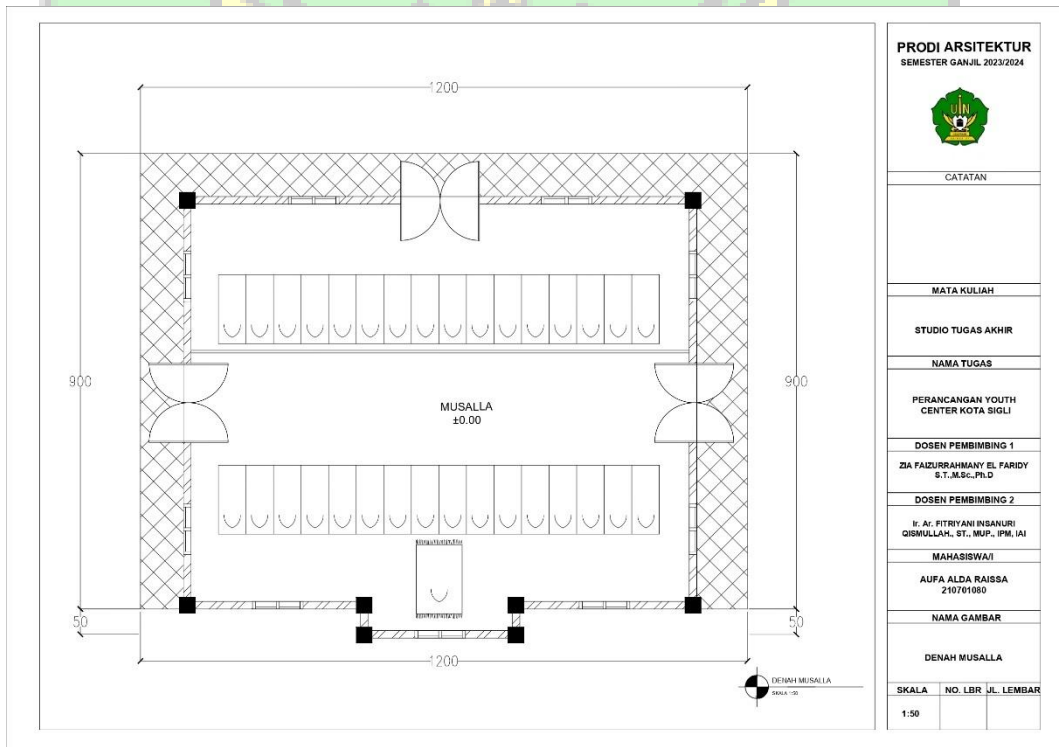 1200
900
900
MUSALLA
±0.00
50
50
1200
DENAH MUSALLA
SKALA 1:50
PRODI ARSITEKTUR
SEMESTER GANJIL 2023/2024
UIN
CATATAN
MATA KULIAH
STUDIO TUGAS AKHIR
NAMA TUGAS
PERANCANGAN YOUTH
CENTER KOTA SIGLI
DOSEN PEMBIMBING 1
ZIA FAIZURRAHMANY EL FARIDY
S.T.,M.Sc.,Ph.D
DOSEN PEMBIMBING 2
Ir. Ar. FITRIYANI INSANURI
QISMULLAH., ST., MUP., IPM, IAI
MAHASISWA/I
AUFA ALDA RAISSA
210701080
NAMA GAMBAR
DENAH MUSALLA
SKALA NO. LBR JL. LEMBAR
1:50